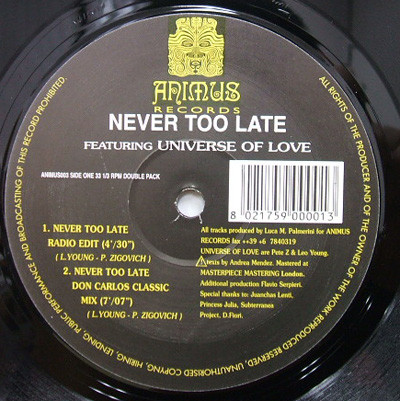 ANIMUS
RECORDS
NEVER TOO LATE
FEATURING UNIVERSE OF LOVE
ANIMUS003 SIDE ONE 33 1/3 RPM DOUBLE PACK
8 021759 000013
1. NEVER TOO LATE
RADIO EDIT (4'/30")
( L.YOUNG - P. ZIGOVICH )
2. NEVER TOO LATE
DON CARLOS CLASSIC
MIX (7'/07")
( L.YOUNG - P. ZIGOVICH )
All tracks produced by Luca M. Palmerini for ANIMUS
RECORDS fax ++39 +6 7840319
UNIVERSE OF LOVE are Pete Z & Leo Young.
Artesis by Andrea Mendez. Mastered at
MASTERPIECE MASTERING London.
Additional production Flavio Serpieri.
Special thanks to: Juanchas Lenti,
Princess Julia, Subterranea
Project, D.Fiori.
ALL RIGHTS OF THE PRODUCER AND OF THE OWNER OF THE WORK REPRODUCED RESERVED. UNAUTHORISED COPYNG, HIRING, LENDING, PUBLIC PERFORMANCE AND BROADCASTING OF THIS RECORD PROHIBITED.